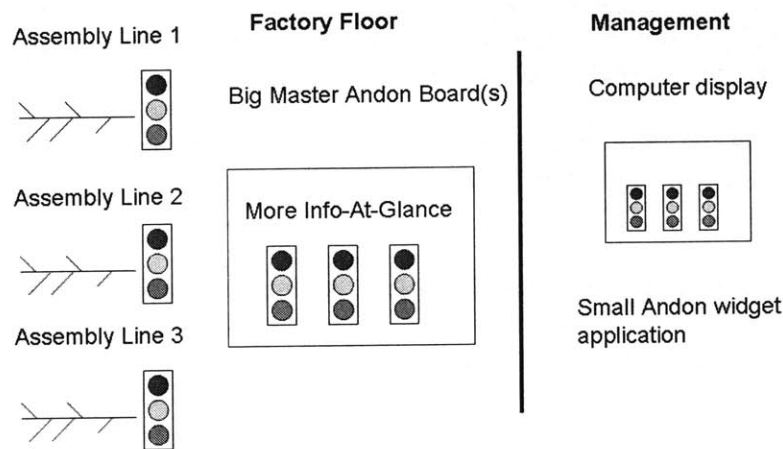 Assembly Line 1
Factory Floor
Management
Big Master Andon Board(s)
Computer display
Assembly Line 2
More Info-At-Glance
Small Andon widget
application
Assembly Line 3